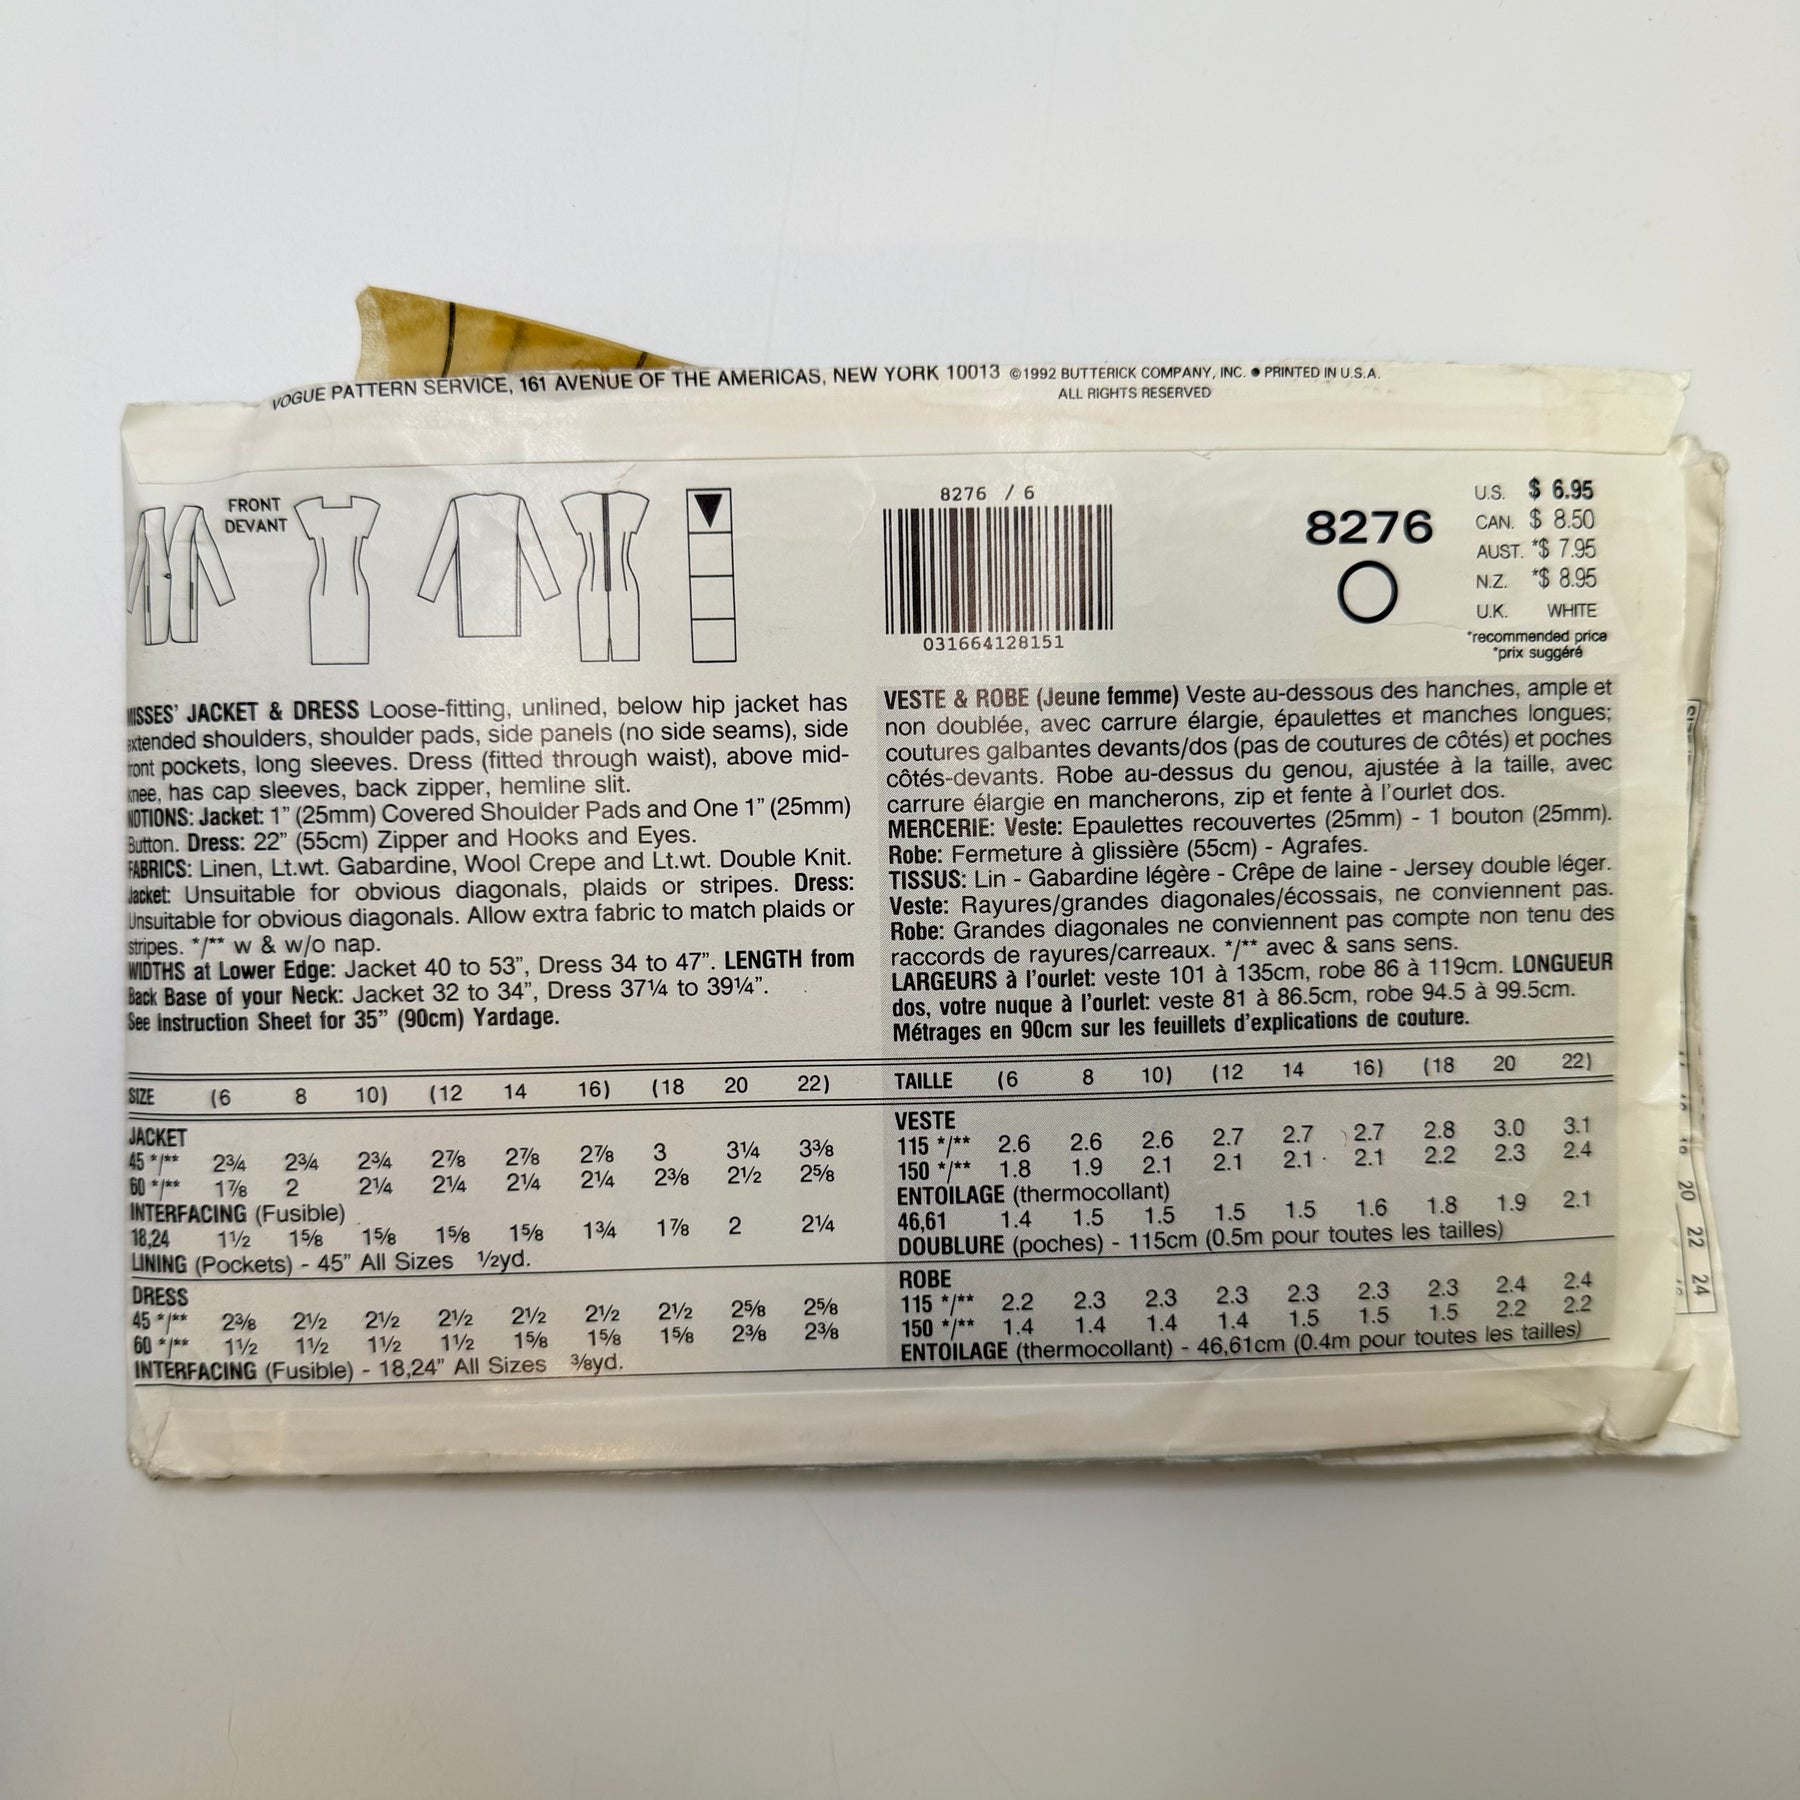 VOGUE PATTERN SERVICE, 161 AVENUE OF THE AMERICAS, NEW YORK 10013 ©1992 BUTTERICK COMPANY, INC. ● PRINTED IN U.S.A.
ALL RIGHTS RESERVED
FRONT
DEVANT
8276 / 6
031664128151
8276
U.S. $ 6.95
CAN. $ 8.50
AUST. *$ 7.95
N.Z. *$ 8.95
U.K. WHITE
*recommended price
*prix suggéré
MISSES' JACKET & DRESS Loose-fitting, unlined, below hip jacket has
extended shoulders, shoulder pads, side panels (no side seams), side
front pockets, long sleeves. Dress (fitted through waist), above mid-
knee, has cap sleeves, back zipper, hemline slit.
NOTIONS: Jacket: 1" (25mm) Covered Shoulder Pads and One 1" (25mm)
Button. Dress: 22" (55cm) Zipper and Hooks and Eyes.
FABRICS: Linen, Lt.wt. Gabardine, Wool Crepe and Lt.wt. Double Knit.
Jacket: Unsuitable for obvious diagonals, plaids or stripes. Dress:
Unsuitable for obvious diagonals. Allow extra fabric to match plaids or
stripes. */** w & w/o nap.
WIDTHS at Lower Edge: Jacket 40 to 53", Dress 34 to 47". LENGTH from
Back Base of your Neck: Jacket 32 to 34", Dress 37¼ to 39¼".
See Instruction Sheet for 35" (90cm) Yardage.
SIZE (6 8 10) (12 14 16) (18 20 22)
JACKET
45 */** 2¾ 2¾ 2¾ 2⅞ 2⅞ 2⅞ 3 3¼ 3⅜
60 */** 1⅞ 2 2¼ 2¼ 2¼ 2¼ 2⅜ 2½ 2⅝
INTERFACING (Fusible)
18,24 1½ 1⅝ 1⅝ 1⅝ 1⅝ 1¾ 1⅞ 2 2¼
LINING (Pockets) - 45" All Sizes ½yd.
DRESS
45 */** 2⅜ 2½ 2½ 2½ 2½ 2½ 2½ 2⅝ 2⅝
60 */** 1½ 1½ 1½ 1½ 1⅝ 1⅝ 1⅝ 2⅜ 2⅜
INTERFACING (Fusible) - 18,24" All Sizes ⅜yd.
VESTE & ROBE (Jeune femme) Veste au-dessous des hanches, ample et
non doublée, avec carrure élargie, épaulettes et manches longues;
coutures galbantes devants/dos (pas de coutures de côtés) et poches
côtés-devants. Robe au-dessus du genou, ajustée à la taille, avec
carrure élargie en mancherons, zip et fente à l'ourlet dos.
MERCERIE: Veste: Epaulettes recouvertes (25mm) - 1 bouton (25mm).
Robe: Fermeture à glissière (55cm) - Agrafes.
TISSUS: Lin - Gabardine légère - Crêpe de laine - Jersey double léger.
Veste: Rayures/grandes diagonales/écossais, ne conviennent pas.
Robe: Grandes diagonales ne conviennent pas compte non tenu des
raccords de rayures/carreaux. */** avec & sans sens.
LARGEURS à l'ourlet: veste 101 à 135cm, robe 86 à 119cm. LONGUEUR
dos, votre nuque à l'ourlet: veste 81 à 86.5cm, robe 94.5 à 99.5cm.
Métrages en 90cm sur les feuillets d'explications de couture.
TAILLE (6 8 10) (12 14 16) (18 20 22)
VESTE
115 */** 2.6 2.6 2.6 2.7 2.7 2.7 2.8 3.0 3.1
150 */** 1.8 1.9 2.1 2.1 2.1 2.1 2.2 2.3 2.4
ENTOILAGE (thermocollant)
46,61 1.4 1.5 1.5 1.5 1.5 1.6 1.8 1.9 2.1
DOUBLURE (poches) - 115cm (0.5m pour toutes les tailles)
ROBE
115 */** 2.2 2.3 2.3 2.3 2.3 2.3 2.3 2.4 2.4
150 */** 1.4 1.4 1.4 1.4 1.5 1.5 1.5 2.2 2.2
ENTOILAGE (thermocollant) - 46,61cm (0.4m pour toutes les tailles)
20 22 24